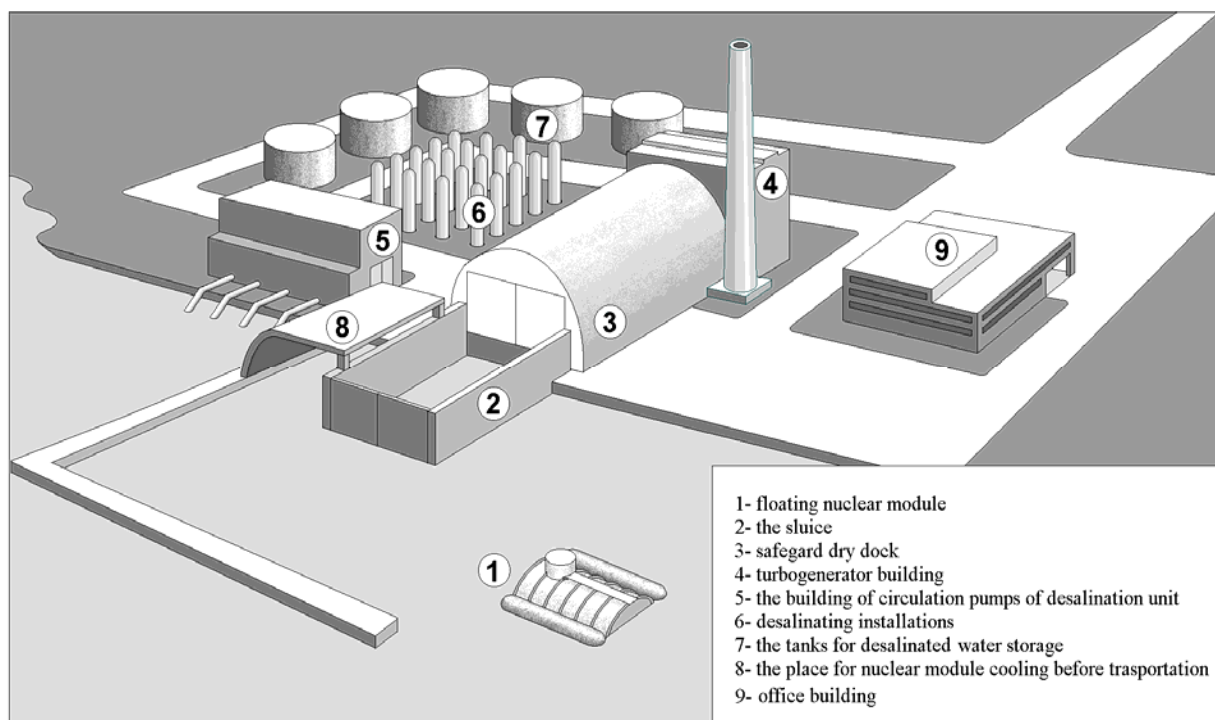 7
4
6
5
9
8
3
2
1
1- floating nuclear module
2- the sluice
3- safegard dry dock
4- turbogenerator building
5- the building of circulation pumps of desalination unit
6- desalinating installations
7- the tanks for desalinated water storage
8- the place for nuclear module cooling before trasportation
9- office building